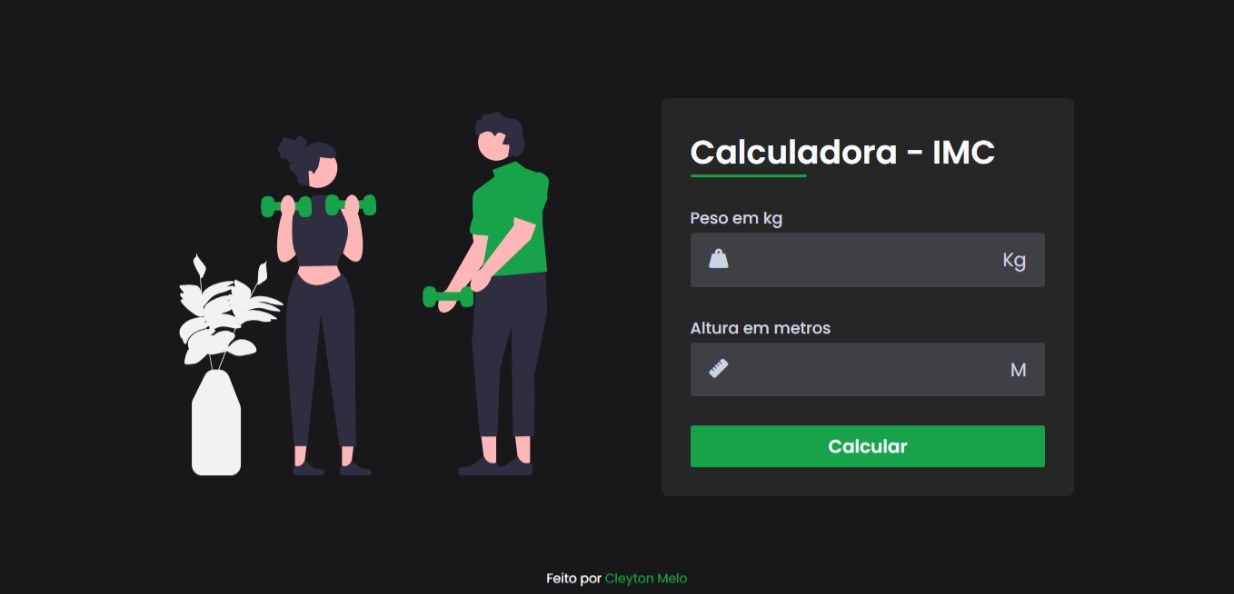 Calculadora - IMC
Peso em kg
Kg
Altura em metros
M
Calcular
Feito por Cleyton Melo